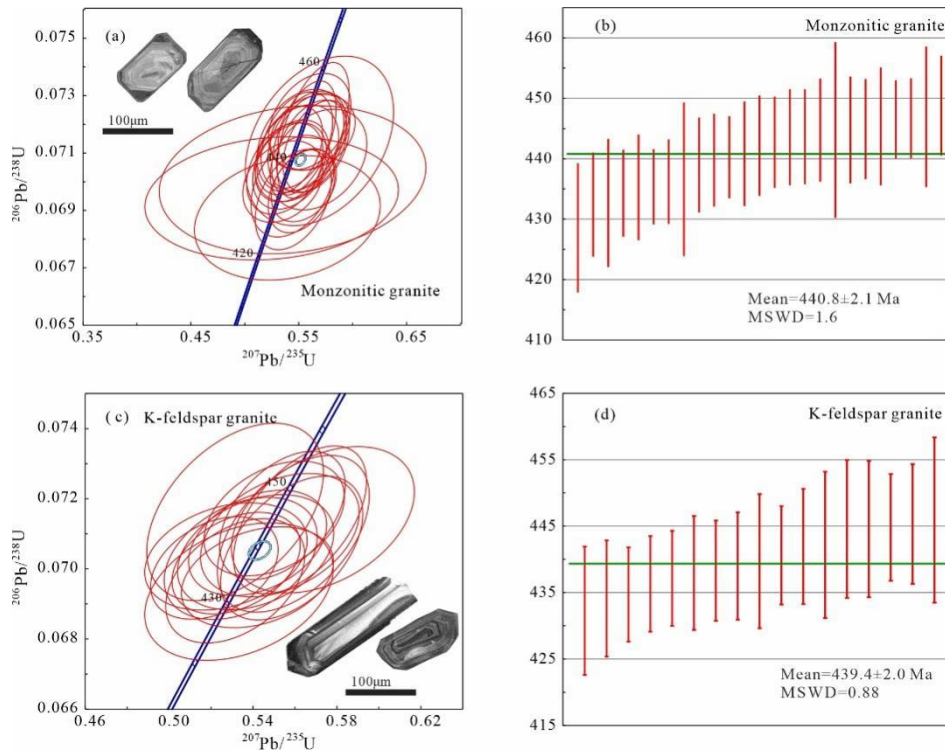 (a)
460
440
420
100μm
Monzonitic granite
0.075
0.073
0.071
0.069
0.067
0.065
²⁰⁶Pb/²³⁸U
0.35
0.45
0.55
0.65
²⁰⁷Pb/²³⁵U
(b)
Monzonitic granite
460
450
440
430
420
410
Mean=440.8±2.1 Ma
MSWD=1.6
(c)
K-feldspar granite
450
430
100μm
0.074
0.072
0.070
0.068
0.066
²⁰⁶Pb/²³⁸U
0.46
0.50
0.54
0.58
0.62
²⁰⁷Pb/²³⁵U
(d)
K-feldspar granite
465
455
445
435
425
415
Mean=439.4±2.0 Ma
MSWD=0.88